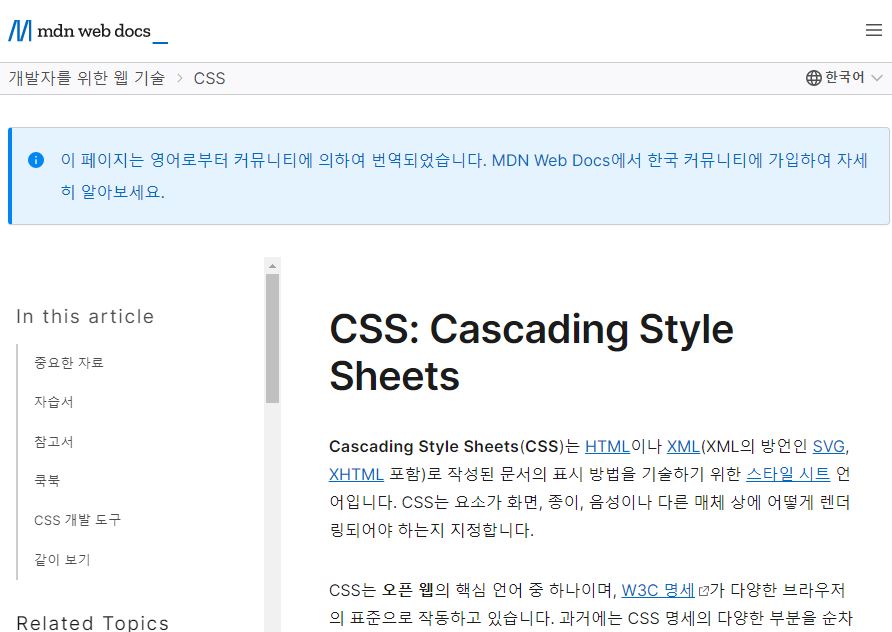 mdn web docs_
개발자를 위한 웹 기술 > CSS
한국어
이 페이지는 영어로부터 커뮤니티에 의하여 번역되었습니다. MDN Web Docs에서 한국 커뮤니티에 가입하여 자세
히 알아보세요.
In this article
중요한 자료
자습서
참고서
쿡북
CSS 개발 도구
같이 보기
Related Topics
CSS: Cascading Style
Sheets
Cascading Style Sheets(CSS)는 HTML이나 XML(XML의 방언인 SVG,
XHTML 포함)로 작성된 문서의 표시 방법을 기술하기 위한 스타일 시트 언
어입니다. CSS는 요소가 화면, 종이, 음성이나 다른 매체 상에 어떻게 렌더
링되어야 하는지 지정합니다.
CSS는 오픈 웹의 핵심 언어 중 하나이며, W3C 명세가 다양한 브라우저
의 표준으로 작동하고 있습니다. 과거에는 CSS 명세의 다양한 부분을 순차